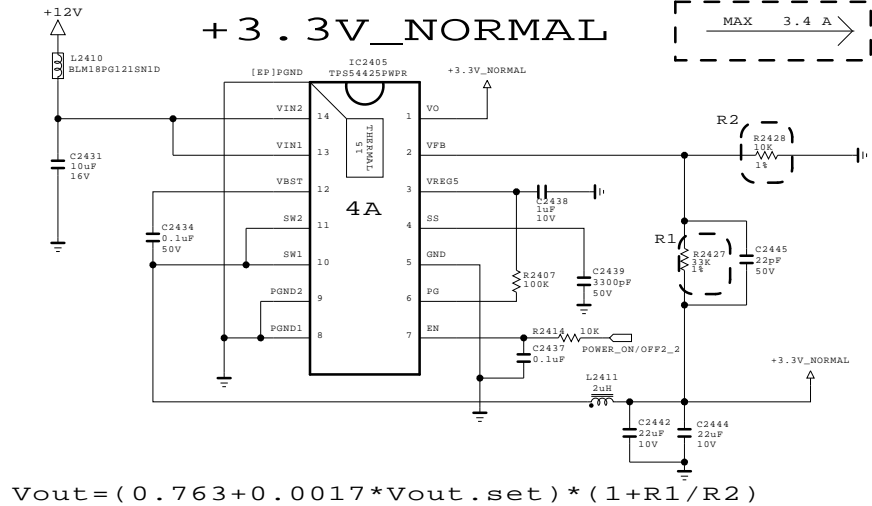 +12V
+3.3V_NORMAL
MAX 3.4 A
L2410
BLM18PG121SN1D
IC2405
TPS54425PWPR
[EP]PGND
+3.3V_NORMAL
VIN2
14
1
VO
THERMAL
15
R2
R2428
10K
1%
VIN1
13
2
VFB
C2431
10uF
16V
VBST
12
3
VREG5
C2438
1uF
10V
4A
C2434
0.1uF
50V
SW2
11
4
SS
R1
R2427
33K
1%
C2445
22pF
50V
SW1
10
5
GND
R2407
100K
C2439
3300pF
50V
PGND2
9
6
PG
PGND1
8
7
EN
R2414
10K
POWER_ON/OFF2_2
C2437
0.1uF
+3.3V_NORMAL
L2411
2uH
C2442
22uF
10V
C2444
22uF
10V
Vout=(0.763+0.0017*Vout.set)*(1+R1/R2)